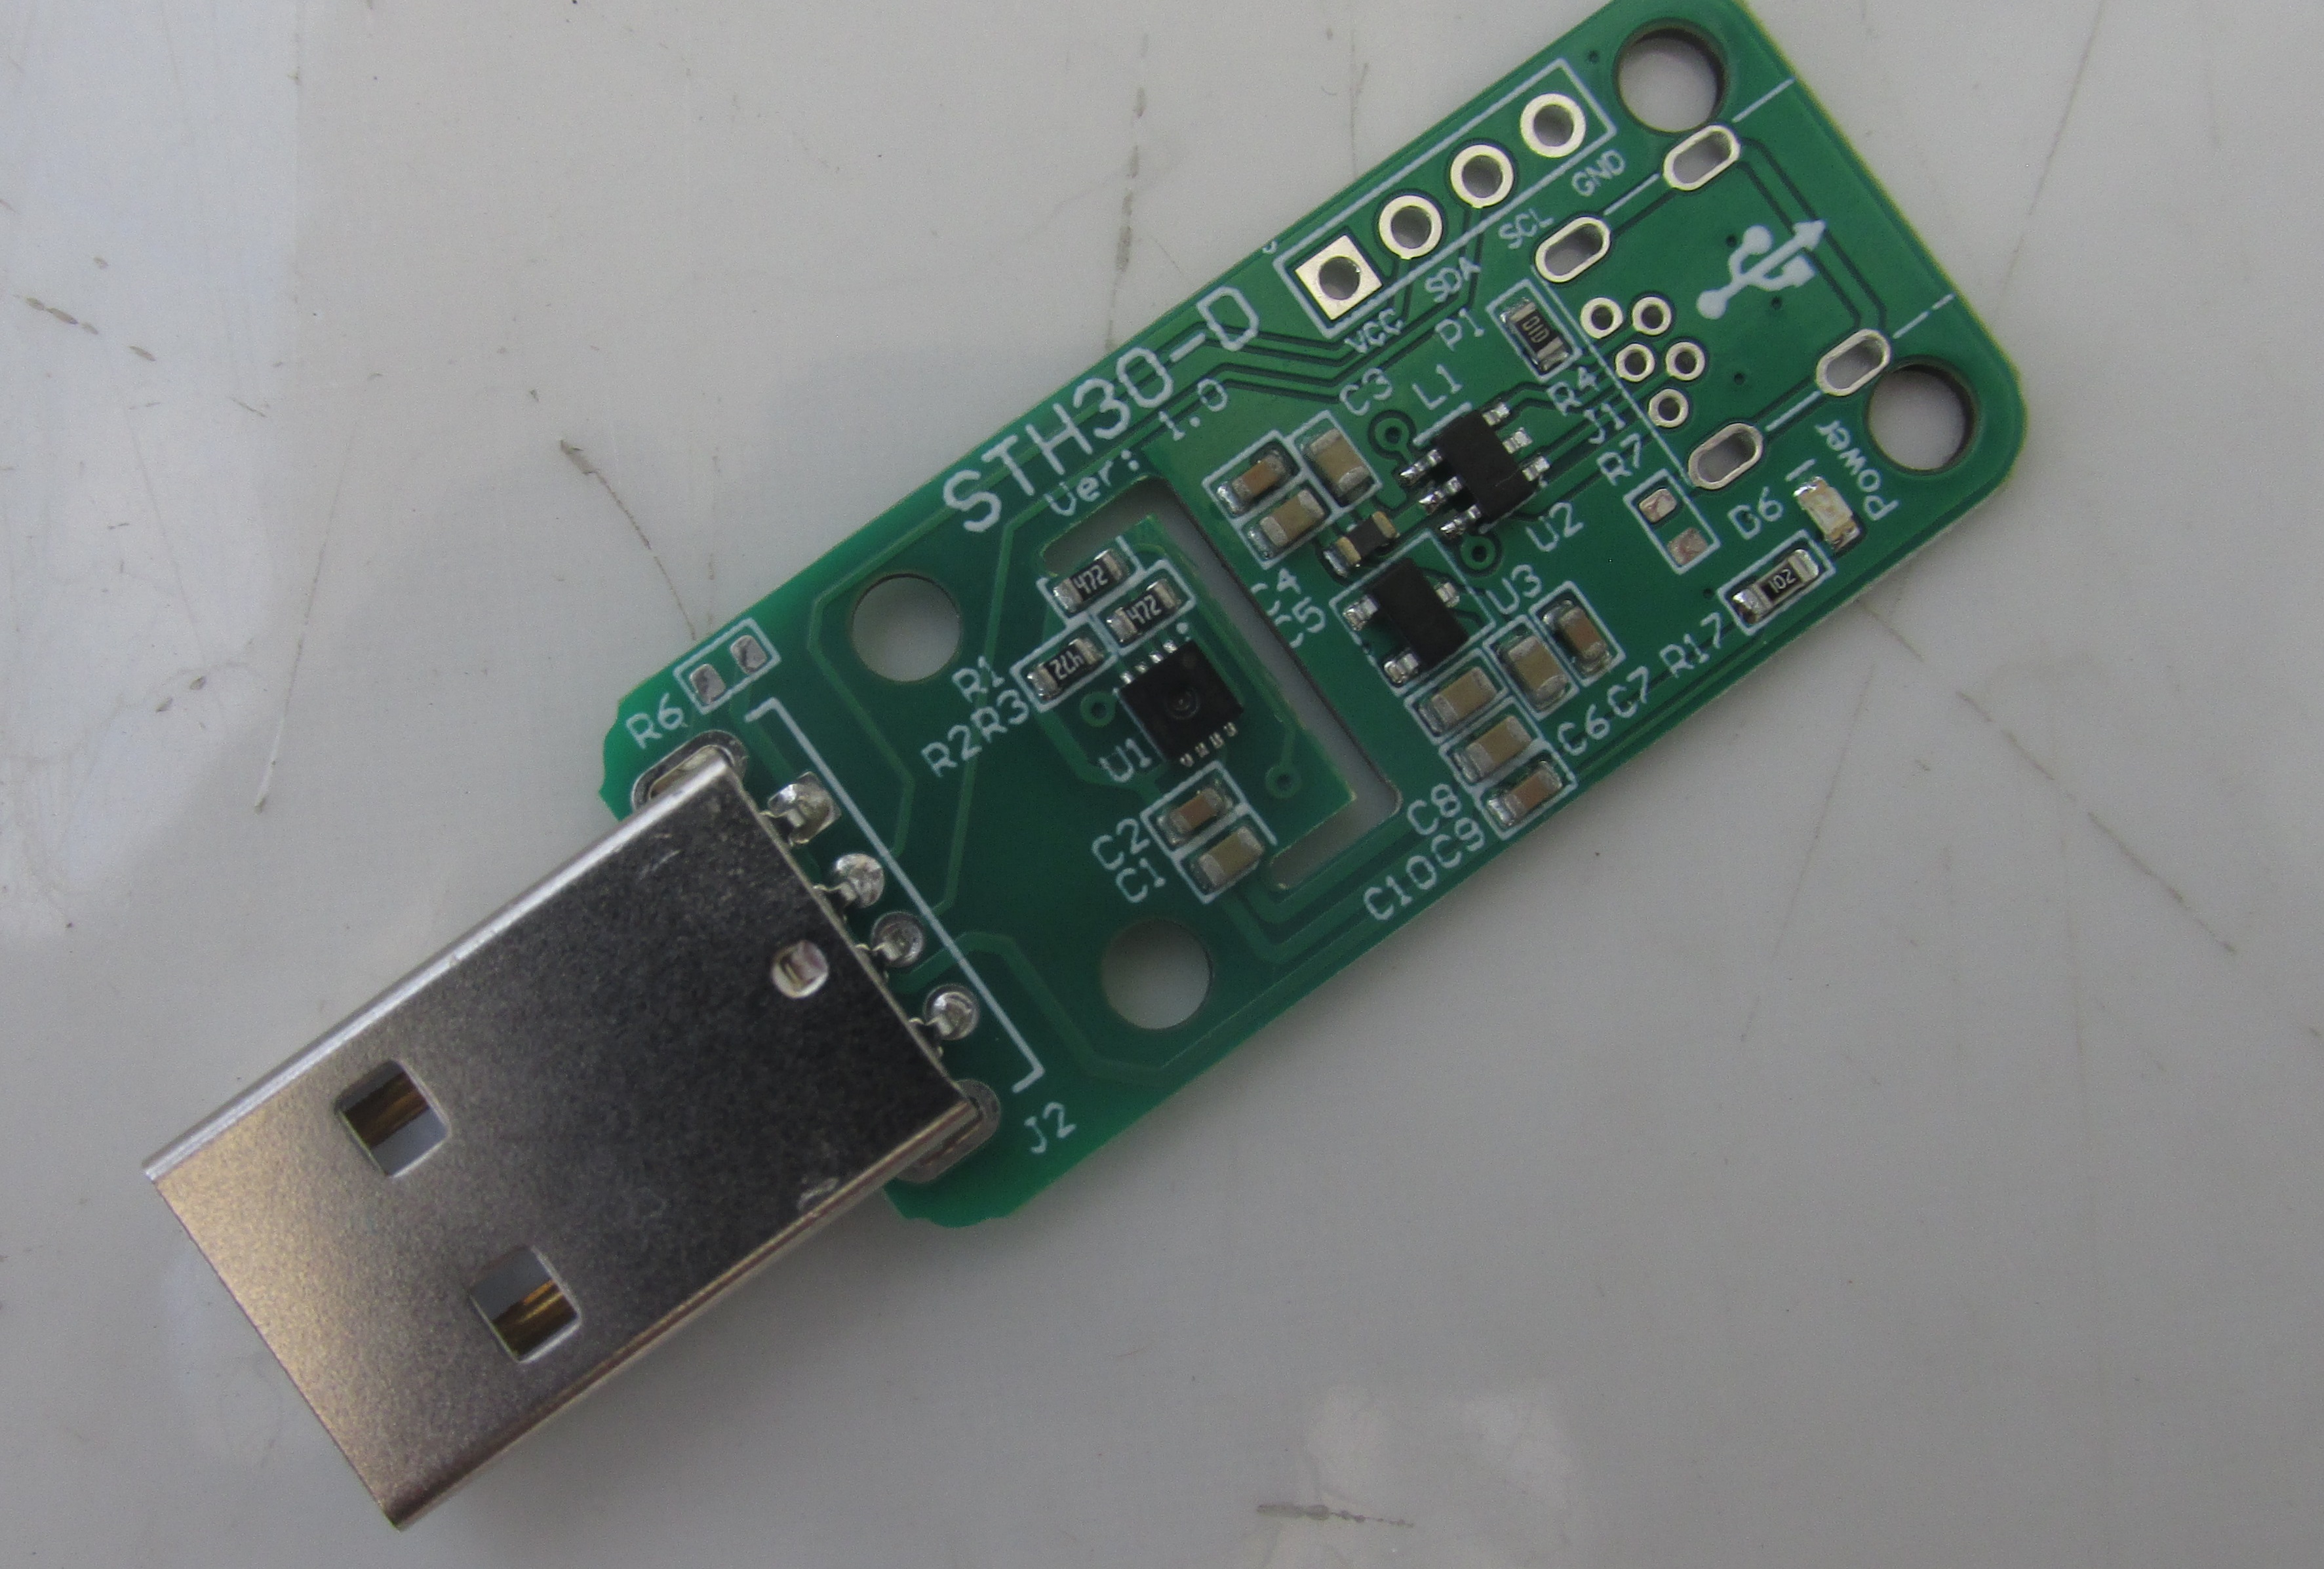 STH30-D
Ver: 1.0
VCC
SDA
SCL
GND
P1
010
R4
J1
R7
C3
L1
U2
D6
Power
C4
C5
U3
102
R17
472
472
472
R1
R2R3
U1
R6
C2
C1
C6C7
C8
C10C9
J2